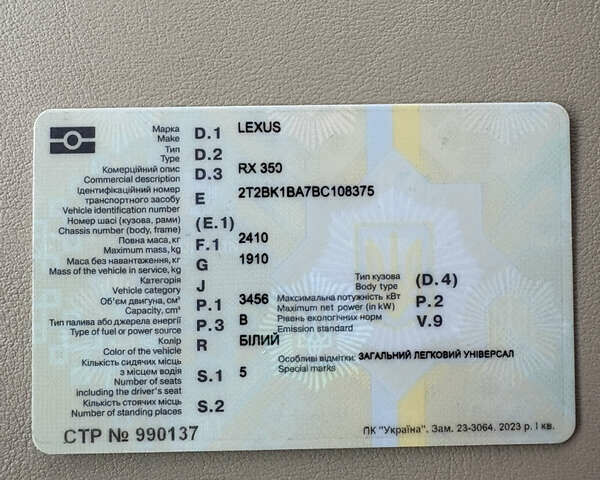 Марка D.1 LEXUS
Make
Тип D.2
Type
Комерційний опис D.3 RX 350
Commercial description
Ідентифікаційний номер
транспортного засобу E 2T2BK1BA7BC108375
Vehicle identification number
Номер шасі (кузова, рами) (E.1)
Chassis number (body, frame)
Повна маса, кг F.1 2410
Maximum mass, kg
Маса без навантаження, кг G 1910
Mass of the vehicle in service, kg
Категорія J Тип кузова (D.4)
Vehicle category Body type
Об'єм двигуна, см³ P.1 3456 Максимальна потужність кВт P.2
Capacity, cm³ Maximum net power (in kW)
Тип палива або джерела енергії P.3 B Рівень екологічних норм V.9
Type of fuel or power source Emission standard
Колір R БІЛИЙ
Color of the vehicle
Кількість сидячих місць Особливі відмітки: ЗАГАЛЬНИЙ ЛЕГКОВИЙ УНІВЕРСАЛ
з місцем водія S.1 5 Special marks
Number of seats
including the driver's seat
Кількість стоячих місць S.2
Number of standing places
СТР № 990137 ПК "Україна". Зам. 23-3064. 2023 р. І кв.